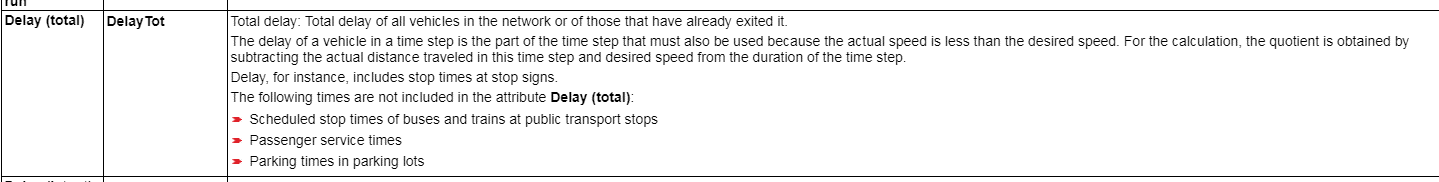 run
Delay (total)
DelayTot
Total delay: Total delay of all vehicles in the network or of those that have already exited it.
The delay of a vehicle in a time step is the part of the time step that must also be used because the actual speed is less than the desired speed. For the calculation, the quotient is obtained by
subtracting the actual distance traveled in this time step and desired speed from the duration of the time step.
Delay, for instance, includes stop times at stop signs.
The following times are not included in the attribute Delay (total):
Scheduled stop times of buses and trains at public transport stops
Passenger service times
Parking times in parking lots